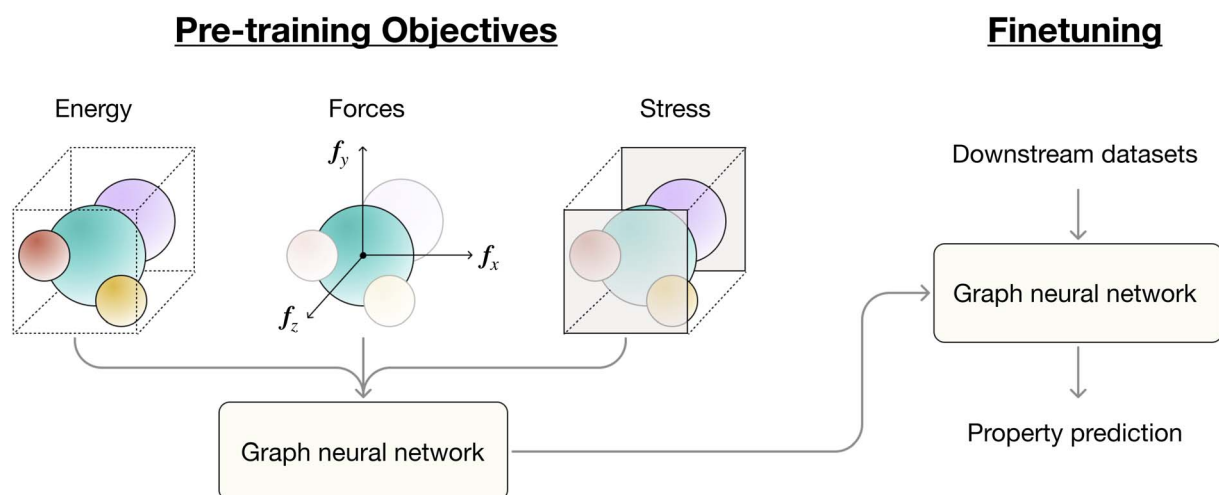 Pre-training Objectives
Finetuning
Energy
Forces
Stress
f_y
f_x
f_z
Downstream datasets
Graph neural network
Property prediction
Graph neural network